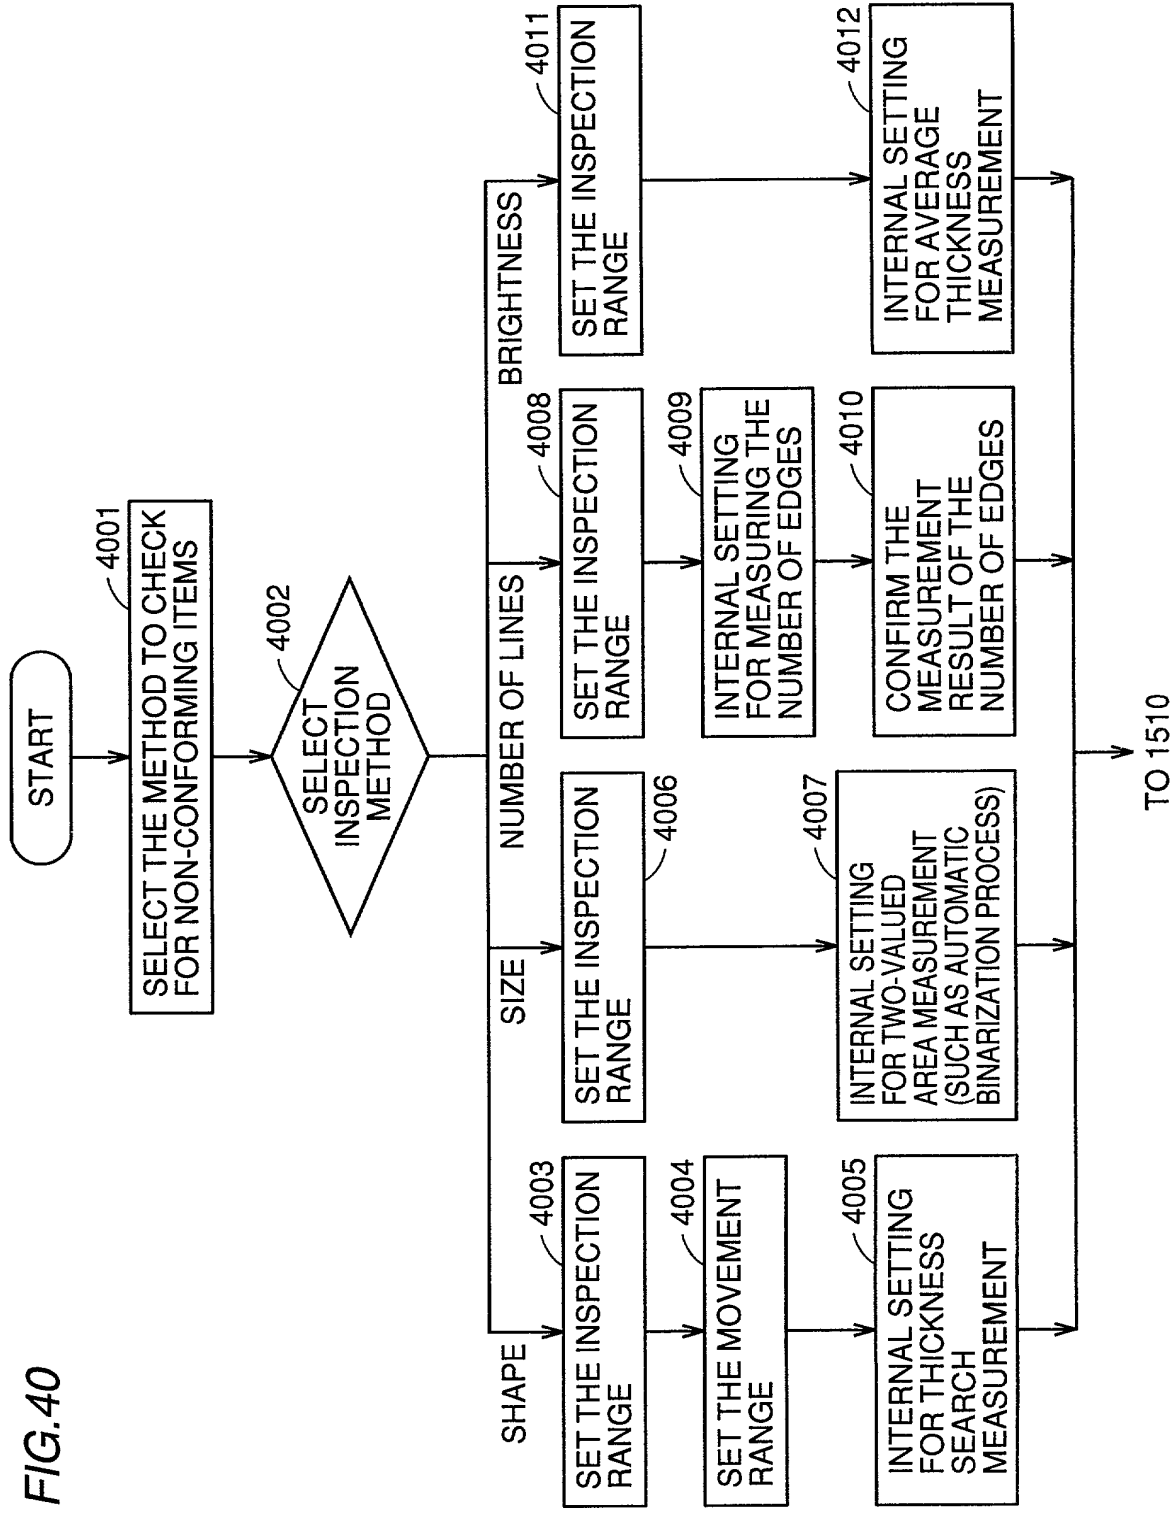 FIG.40
START
4001
SELECT THE METHOD TO CHECK
FOR NON-CONFORMING ITEMS
4002
SELECT
INSPECTION
METHOD
SHAPE
4003
SET THE INSPECTION
RANGE
4004
SET THE MOVEMENT
RANGE
4005
INTERNAL SETTING
FOR THICKNESS
SEARCH
MEASUREMENT
SIZE
SET THE INSPECTION
RANGE
4006
4007
INTERNAL SETTING
FOR TWO-VALUED
AREA MEASUREMENT
(SUCH AS AUTOMATIC
BINARIZATION PROCESS)
NUMBER OF LINES
4008
SET THE INSPECTION
RANGE
4009
INTERNAL SETTING
FOR MEASURING THE
NUMBER OF EDGES
4010
CONFIRM THE
MEASUREMENT
RESULT OF THE
NUMBER OF EDGES
BRIGHTNESS
4011
SET THE INSPECTION
RANGE
4012
INTERNAL SETTING
FOR AVERAGE
THICKNESS
MEASUREMENT
TO 1510